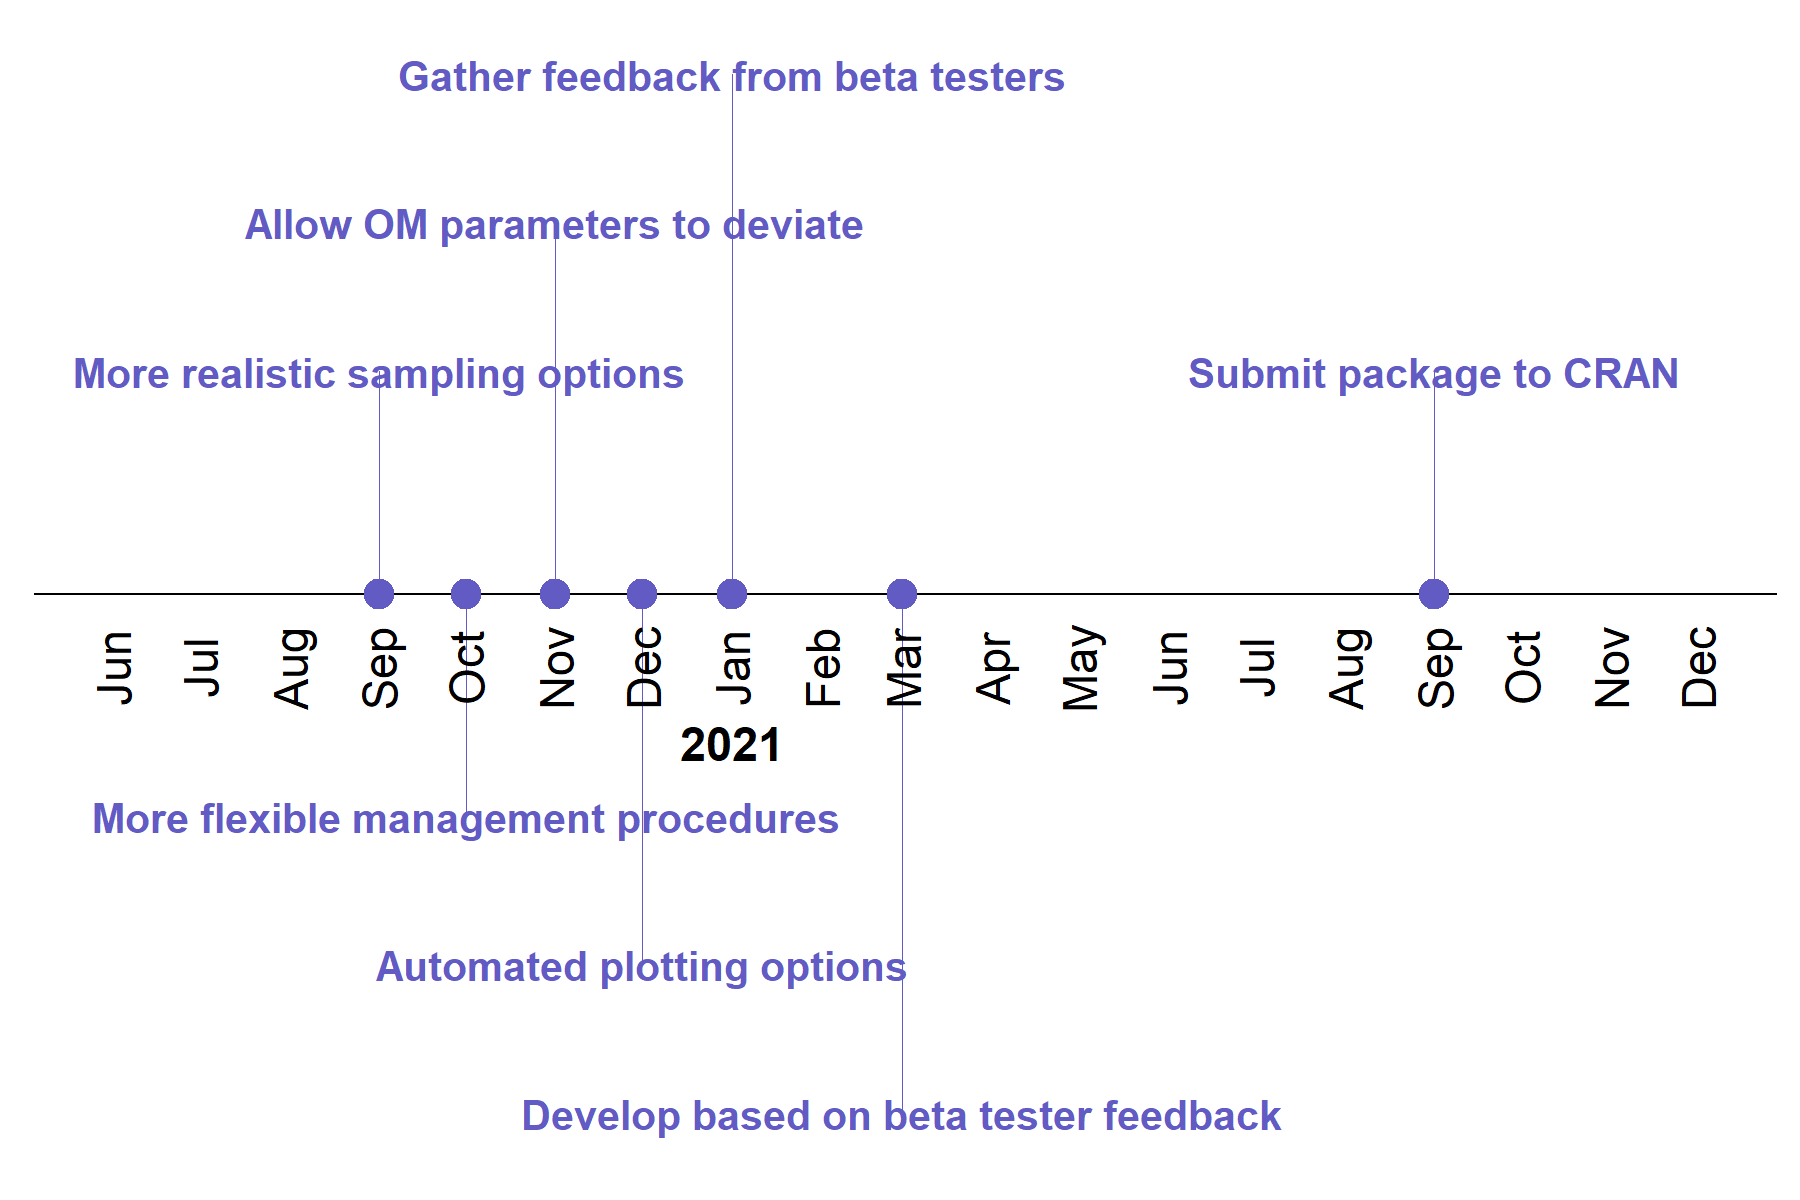 Gather feedback from beta testers
Allow OM parameters to deviate
More realistic sampling options
Submit package to CRAN
Jun Jul Aug Sep Oct Nov Dec Jan Feb Mar Apr May Jun Jul Aug Sep Oct Nov Dec
2021
More flexible management procedures
Automated plotting options
Develop based on beta tester feedback